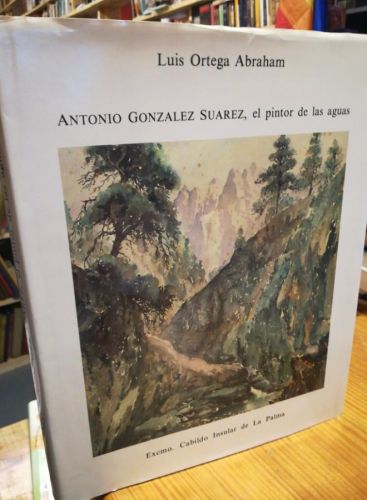 Luis Ortega Abraham
ANTONIO GONZALEZ SUAREZ, el pintor de las aguas
Excmo. Cabildo Insular de La Palma